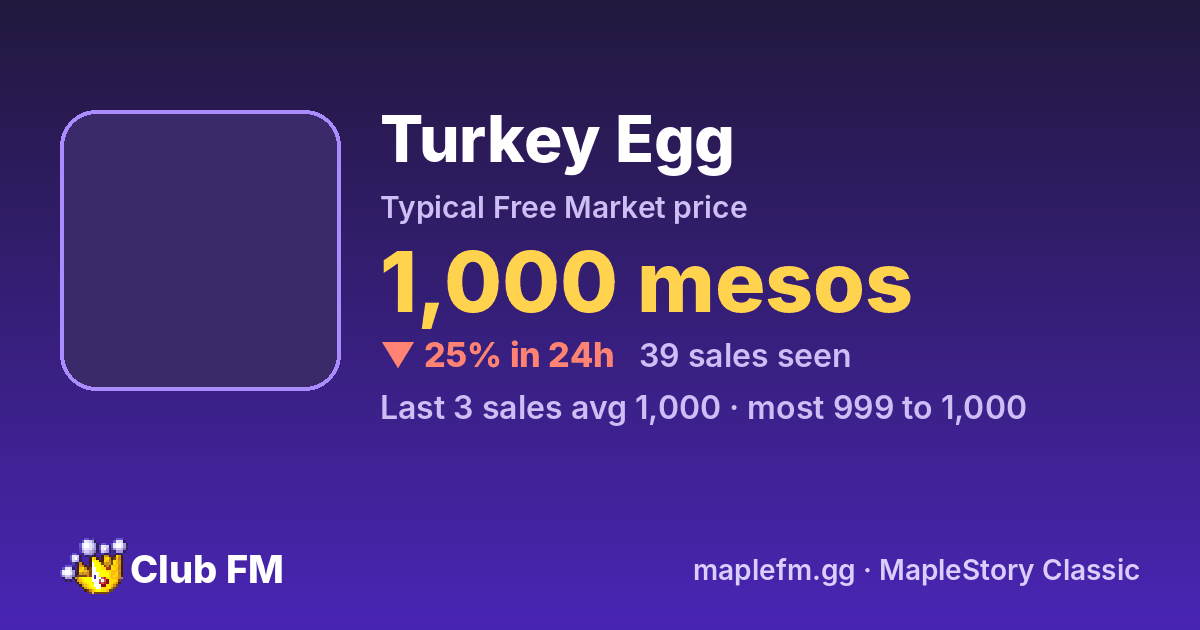 Turkey Egg
Typical Free Market price
1,000 mesos
▼ 25% in 24h 39 sales seen
Last 3 sales avg 1,000 · most 999 to 1,000
Club FM
maplefm.gg · MapleStory Classic